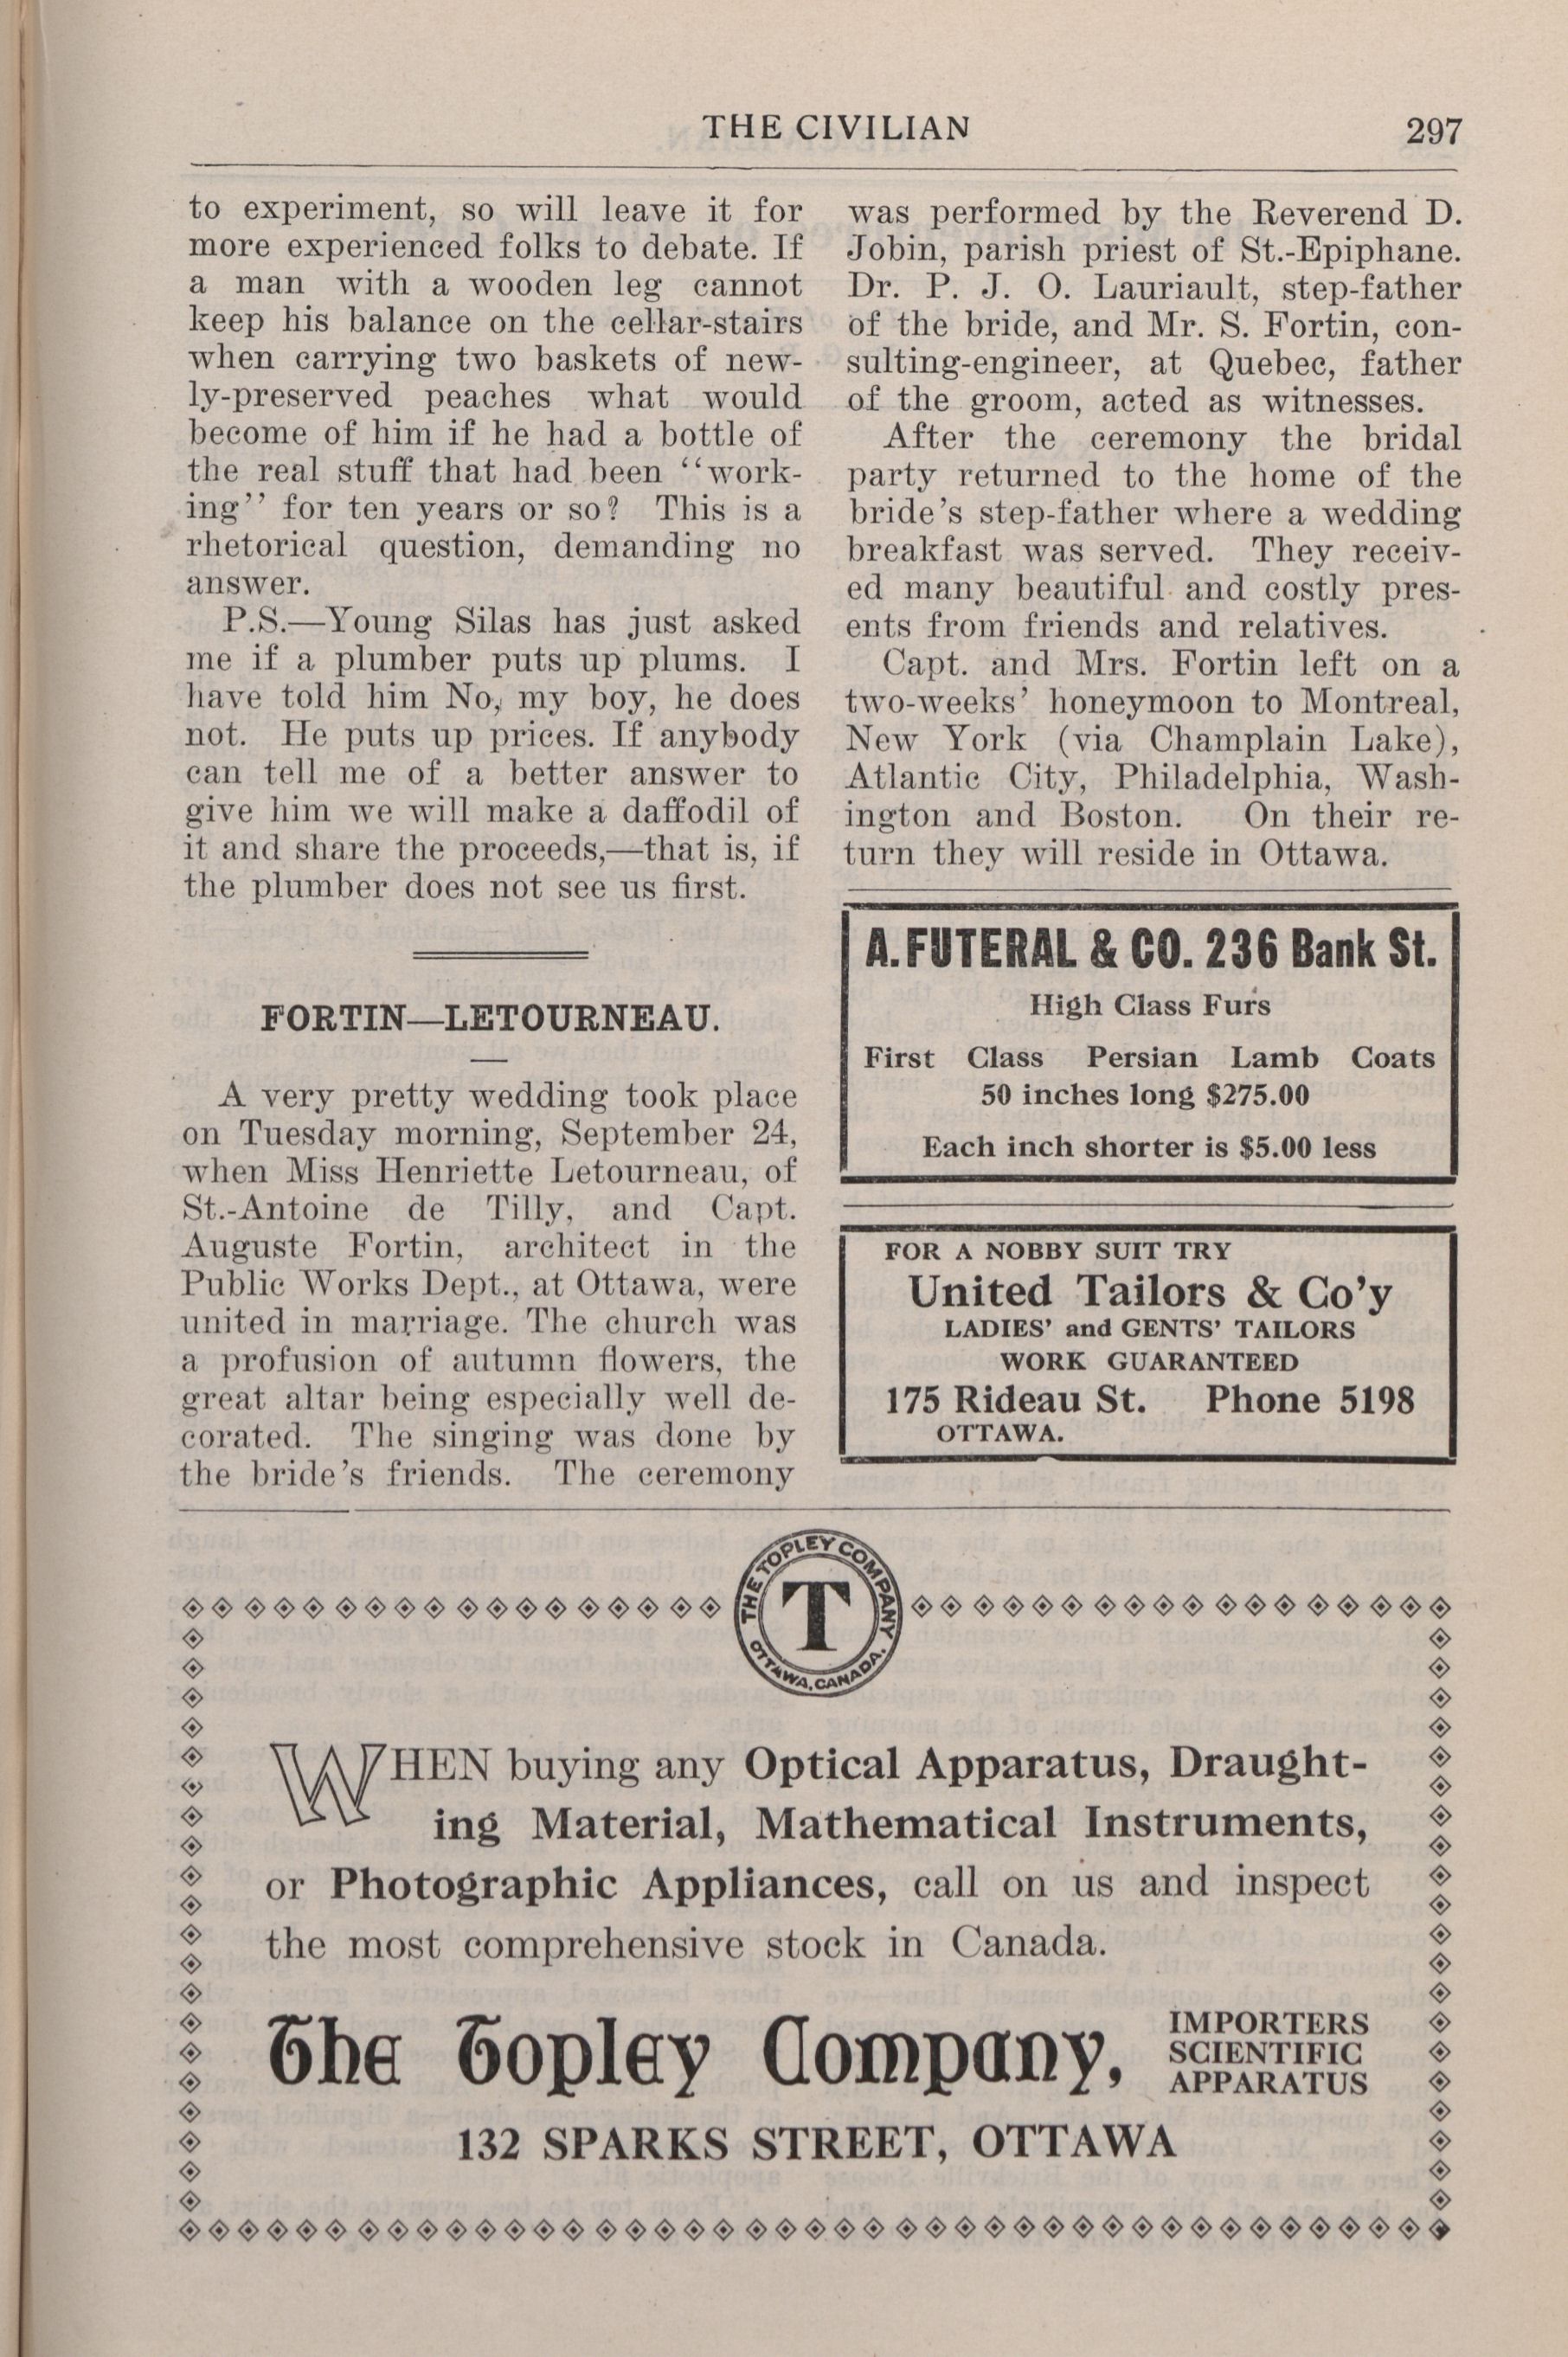 THE CIVILIAN
297
to experiment, so will leave it for
more experienced folks to debate. If
a man with a wooden leg cannot
keep his balance on the cellar-stairs
when carrying two baskets of new-
ly-preserved peaches what would
become of him if he had a bottle of
the real stuff that had been "work-
ing" for ten years or so? This is a
rhetorical question, demanding no
answer.
P.S.—Young Silas has just asked
me if a plumber puts up plums. I
have told him No, my boy, he does
not. He puts up prices. If anybody
can tell me of a better answer to
give him we will make a daffodil of
it and share the proceeds,—that is, if
the plumber does not see us first.
FORTIN—LETOURNEAU.
A very pretty wedding took place
on Tuesday morning, September 24,
when Miss Henriette Letourneau, of
St.-Antoine de Tilly, and Capt.
Auguste Fortin, architect in the
Public Works Dept., at Ottawa, were
united in marriage. The church was
a profusion of autumn flowers, the
great altar being especially well de-
corated. The singing was done by
the bride's friends. The ceremony
was performed by the Reverend D.
Jobin, parish priest of St.-Epiphane.
Dr. P. J. O. Lauriault, step-father
of the bride, and Mr. S. Fortin, con-
sulting-engineer, at Quebec, father
of the groom, acted as witnesses.
After the ceremony the bridal
party returned to the home of the
bride's step-father where a wedding
breakfast was served. They receiv-
ed many beautiful and costly pres-
ents from friends and relatives.
Capt. and Mrs. Fortin left on a
two-weeks' honeymoon to Montreal,
New York (via Champlain Lake),
Atlantic City, Philadelphia, Wash-
ington and Boston. On their re-
turn they will reside in Ottawa.
A. FUTERAL & CO. 236 Bank St.
High Class Furs
First Class Persian Lamb Coats
50 inches long $275.00
Each inch shorter is $5.00 less
FOR A NOBBY SUIT TRY
United Tailors & Co'y
LADIES' and GENTS' TAILORS
WORK GUARANTEED
175 Rideau St. Phone 5198
OTTAWA.
THE TOPLEY COMPANY
T
OTTAWA, CANADA.
WHEN buying any Optical Apparatus, Draught-
ing Material, Mathematical Instruments,
or Photographic Appliances, call on us and inspect
the most comprehensive stock in Canada.
The Topley Company,
IMPORTERS
SCIENTIFIC
APPARATUS
132 SPARKS STREET, OTTAWA